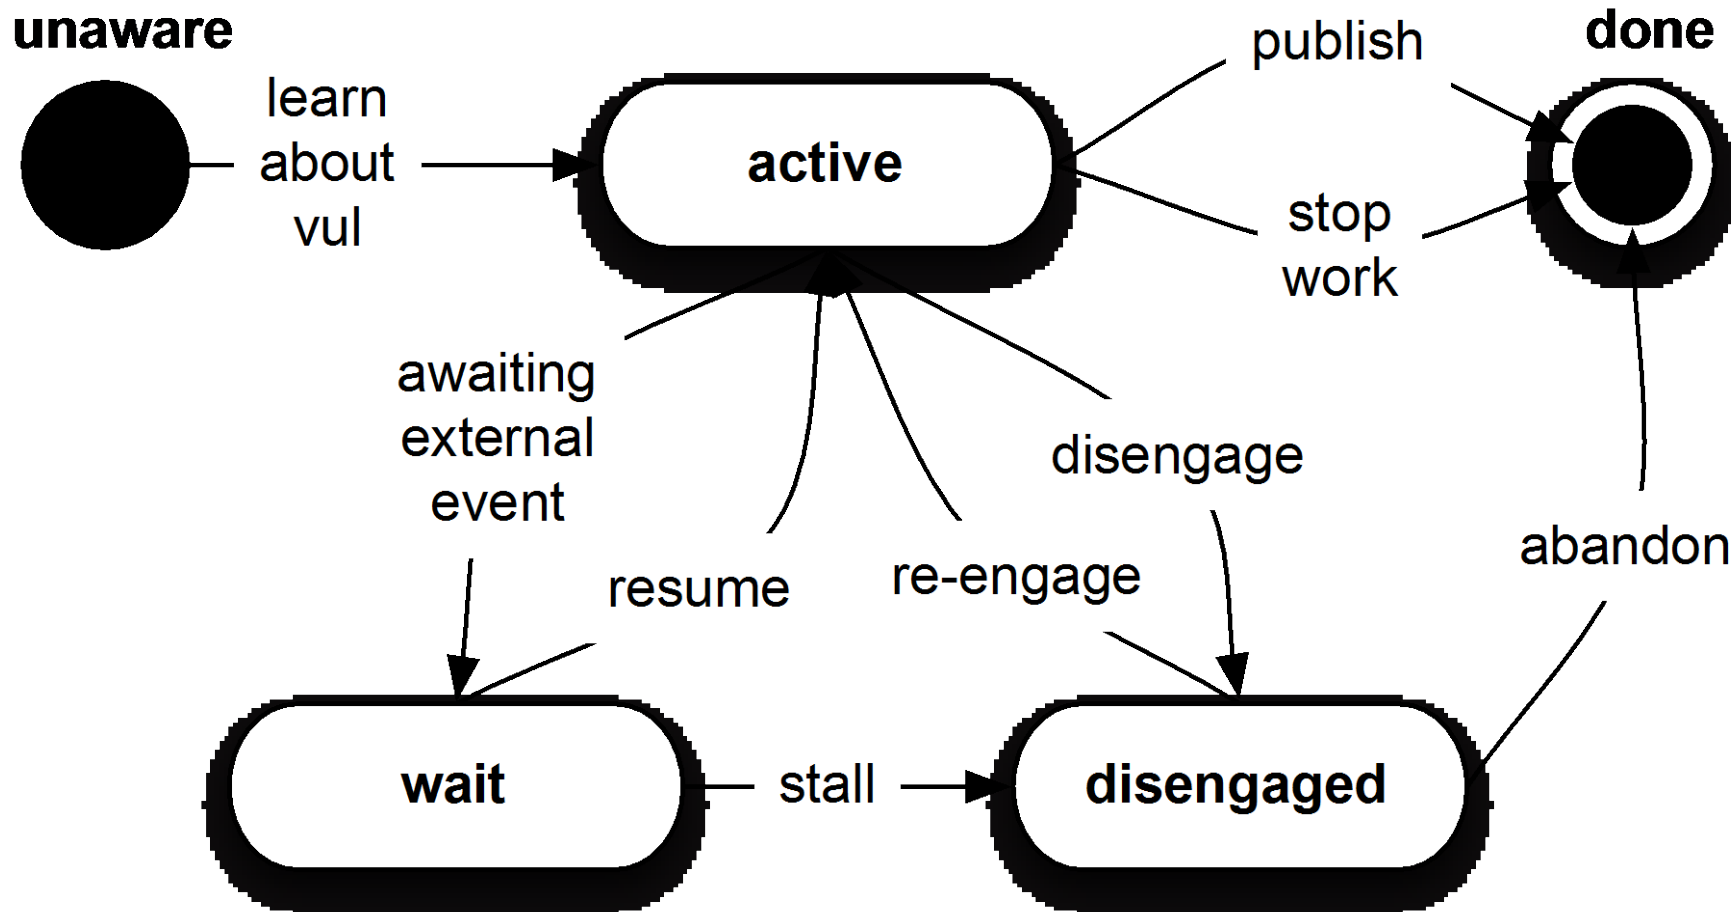 unaware
done
publish
learn
about
vul
active
stop
work
awaiting
external
event
disengage
resume
re-engage
abandon
wait
stall
disengaged